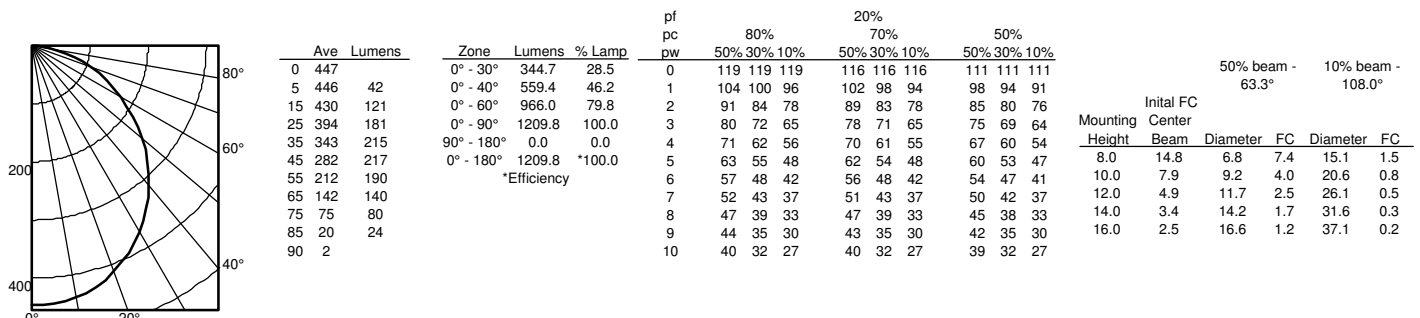 80°
60°
40°
200
400
0°
20°
Ave Lumens
0 447
5 446 42
15 430 121
25 394 181
35 343 215
45 282 217
55 212 190
65 142 140
75 75 80
85 20 24
90 2
Zone Lumens % Lamp
0° - 30° 344.7 28.5
0° - 40° 559.4 46.2
0° - 60° 966.0 79.8
0° - 90° 1209.8 100.0
90° - 180° 0.0 0.0
0° - 180° 1209.8 *100.0
*Efficiency
pf 20%
pc 80% 70% 50%
pw 50% 30% 10% 50% 30% 10% 50% 30% 10%
0 119 119 119 116 116 116 111 111 111
1 104 100 96 102 98 94 98 94 91
2 91 84 78 89 83 78 85 80 76
3 80 72 65 78 71 65 75 69 64
4 71 62 56 70 61 55 67 60 54
5 63 55 48 62 54 48 60 53 47
6 57 48 42 56 48 42 54 47 41
7 52 43 37 51 43 37 50 42 37
8 47 39 33 47 39 33 45 38 33
9 44 35 30 43 35 30 42 35 30
10 40 32 27 40 32 27 39 32 27
50% beam - 10% beam -
63.3° 108.0°
Inital FC
Mounting Center
Height Beam Diameter FC Diameter FC
8.0 14.8 6.8 7.4 15.1 1.5
10.0 7.9 9.2 4.0 20.6 0.8
12.0 4.9 11.7 2.5 26.1 0.5
14.0 3.4 14.2 1.7 31.6 0.3
16.0 2.5 16.6 1.2 37.1 0.2